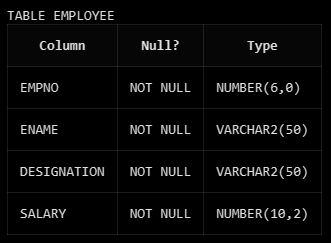 TABLE EMPLOYEE
Column Null? Type
EMPNO NOT NULL NUMBER(6,0)
ENAME NOT NULL VARCHAR2(50)
DESIGNATION NOT NULL VARCHAR2(50)
SALARY NOT NULL NUMBER(10,2)